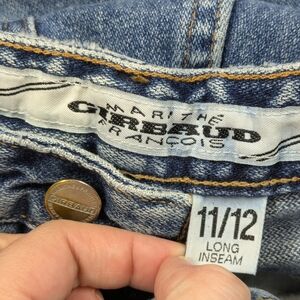 MARITHE
GIRBAUD
FRANCOIS
GIRBAUD
11/12
LONG
INSEAM